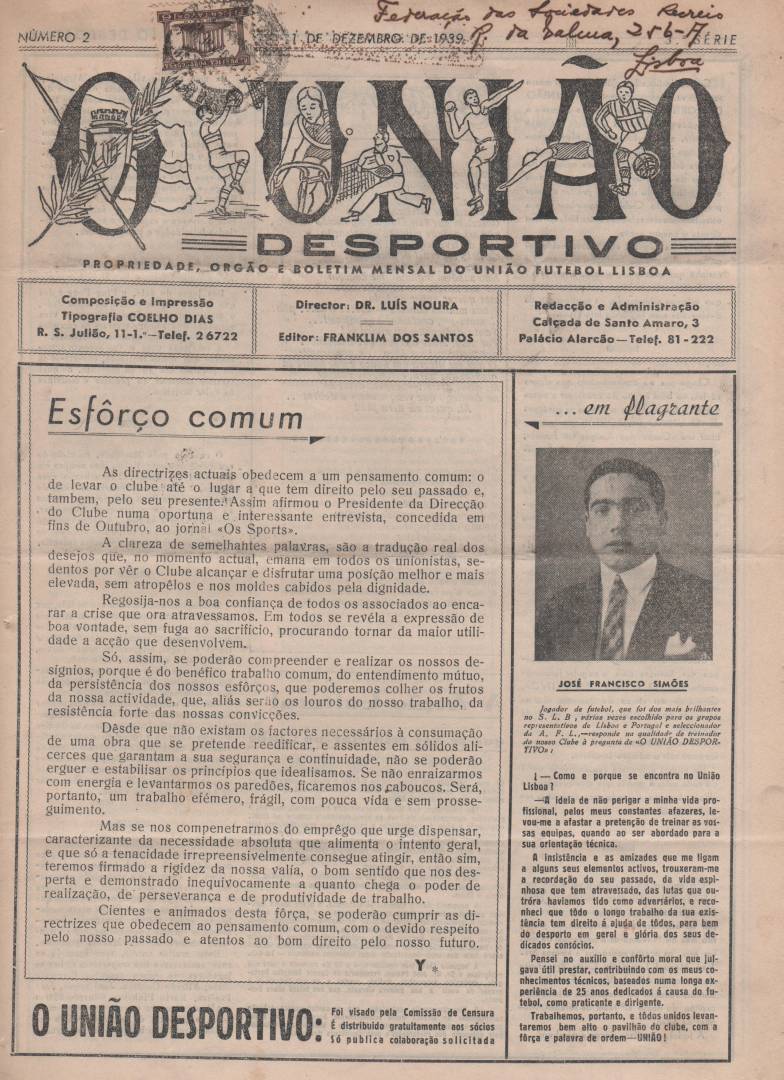 Federação das Sociedades Recreio
R. da Palma, 256-1º
Lisboa
NÚMERO 2
DE DEZEMBRO DE 1939
SÉRIE
O UNIÃO
DESPORTIVO
PROPRIEDADE, ORGÃO E BOLETIM MENSAL DO UNIÃO FUTEBOL LISBOA
Composição e Impressão
Tipografia COELHO DIAS
R. S. Julião, 11-1.º—Telef. 26722
Director: DR. LUÍS NOURA
Editor: FRANKLIM DOS SANTOS
Redacção e Administração
Calçada de Santo Amaro, 3
Palácio Alarcão—Telef. 81-222
Esfôrço comum
As directrizes actuais obedecem a um pensamento comum: o
de levar o clube até o lugar a que tem direito pelo seu passado e,
tambem, pelo seu presente. Assim afirmou o Presidente da Direcção
do Clube numa oportuna e interessante entrevista, concedida em
fins de Outubro, ao jornal «Os Sports».
A clareza de semelhantes palavras, são a tradução real dos
desejos que, no momento actual, emana em todos os unionistas, se-
dentos por vêr o Clube alcançar e disfrutar uma posição melhor e mais
elevada, sem atropêlos e nos moldes cabidos pela dignidade.
Regosija-nos a boa confiança de todos os associados ao enca-
rar a crise que ora atravessamos. Em todos se revéla a expressão de
boa vontade, sem fuga ao sacrifício, procurando tornar da maior utili-
dade a acção que desenvolvem.
Só, assim, se poderão compreender e realizar os nossos de-
sígnios, porque é do benéfico trabalho comum, do entendimento mútuo,
da persistência dos nossos esfôrços, que poderemos colher os frutos
da nossa actividade, que, aliás serão os louros do nosso trabalho, da
resistência forte das nossas convicções.
Dêsde que não existam os factores necessários à consumação
de uma obra que se pretende reedificar, e assentes em sólidos ali-
cerces que garantam a sua segurança e continuidade, não se poderão
erguer e estabilisar os princípios que idealisamos. Se não enraizarmos
com energia e levantarmos os paredões, ficaremos nos caboucos. Será,
portanto, um trabalho efémero, frágil, com pouca vida e sem prosse-
guimento.
Mas se nos compenetrarmos do emprêgo que urge dispensar,
caracterizante da necessidade absoluta que alimenta o intento geral,
e que só a tenacidade irrepreensivelmente consegue atingir, então sim,
teremos firmado a rigidez da nossa valía, o bom sentido que nos des-
perta e demonstrado inequivocamente a quanto chega o poder de
realização, de perseverança e de produtividade de trabalho.
Cientes e animados desta fôrça, se poderão cumprir as di-
rectrizes que obedecem ao pensamento comum, com o devido respeito
pelo nosso passado e atentos ao bom direito pelo nosso futuro.
Y *
O UNIÃO DESPORTIVO:
Foi visado pela Comissão de Censura
É distribuido gratuitamente aos sócios
Só publica colaboração solicitada
... em flagrante
JOSÉ FRANCISCO SIMÕES
Jogador de futebol, que foi dos mais brilhantes
no S. L. B, várias vezes escolhido para os grupos
representativos de Lisboa e Portugal e seleccionador
da A. F. L.,—responde na qualidade de treinador
do nosso Clube à pregunta de «O UNIÃO DESPOR-
TIVO»:
¡ — Como e porque se encontra no União
Lisboa?
—A ideia de não perigar a minha vida pro-
fissional, pelos meus constantes afazeres, le-
vou-me a afastar a pretenção de treinar as vos-
sas equipas, quando ao ser abordado para a
sua orientação técnica.
A insistência e as amizades que me ligam
a alguns seus elementos activos, trouxeram-me
a recordação do seu passado, da vida espi-
nhosa que tem atravessado, das lutas que ou-
tróra haviamos tido como adversários, e reco-
nheci que tôdo o longo trabalho da sua exis-
tência tem direito á ajuda de tôdos, para bem
do desporto em geral e glória dos seus de-
dicados consócios.
Pensei no auxílio e confôrto moral que jul-
gava útil prestar, contribuindo com os meus co-
nhecimentos técnicos, baseados numa longa ex-
periência de 25 anos dedicados á causa do fu-
tebol, como praticante e dirigente.
Trabalhemos, portanto, e tôdos unidos levan-
taremos bem alto o pavilhão do clube, com a
fôrça e palavra de ordem—UNIÃO!